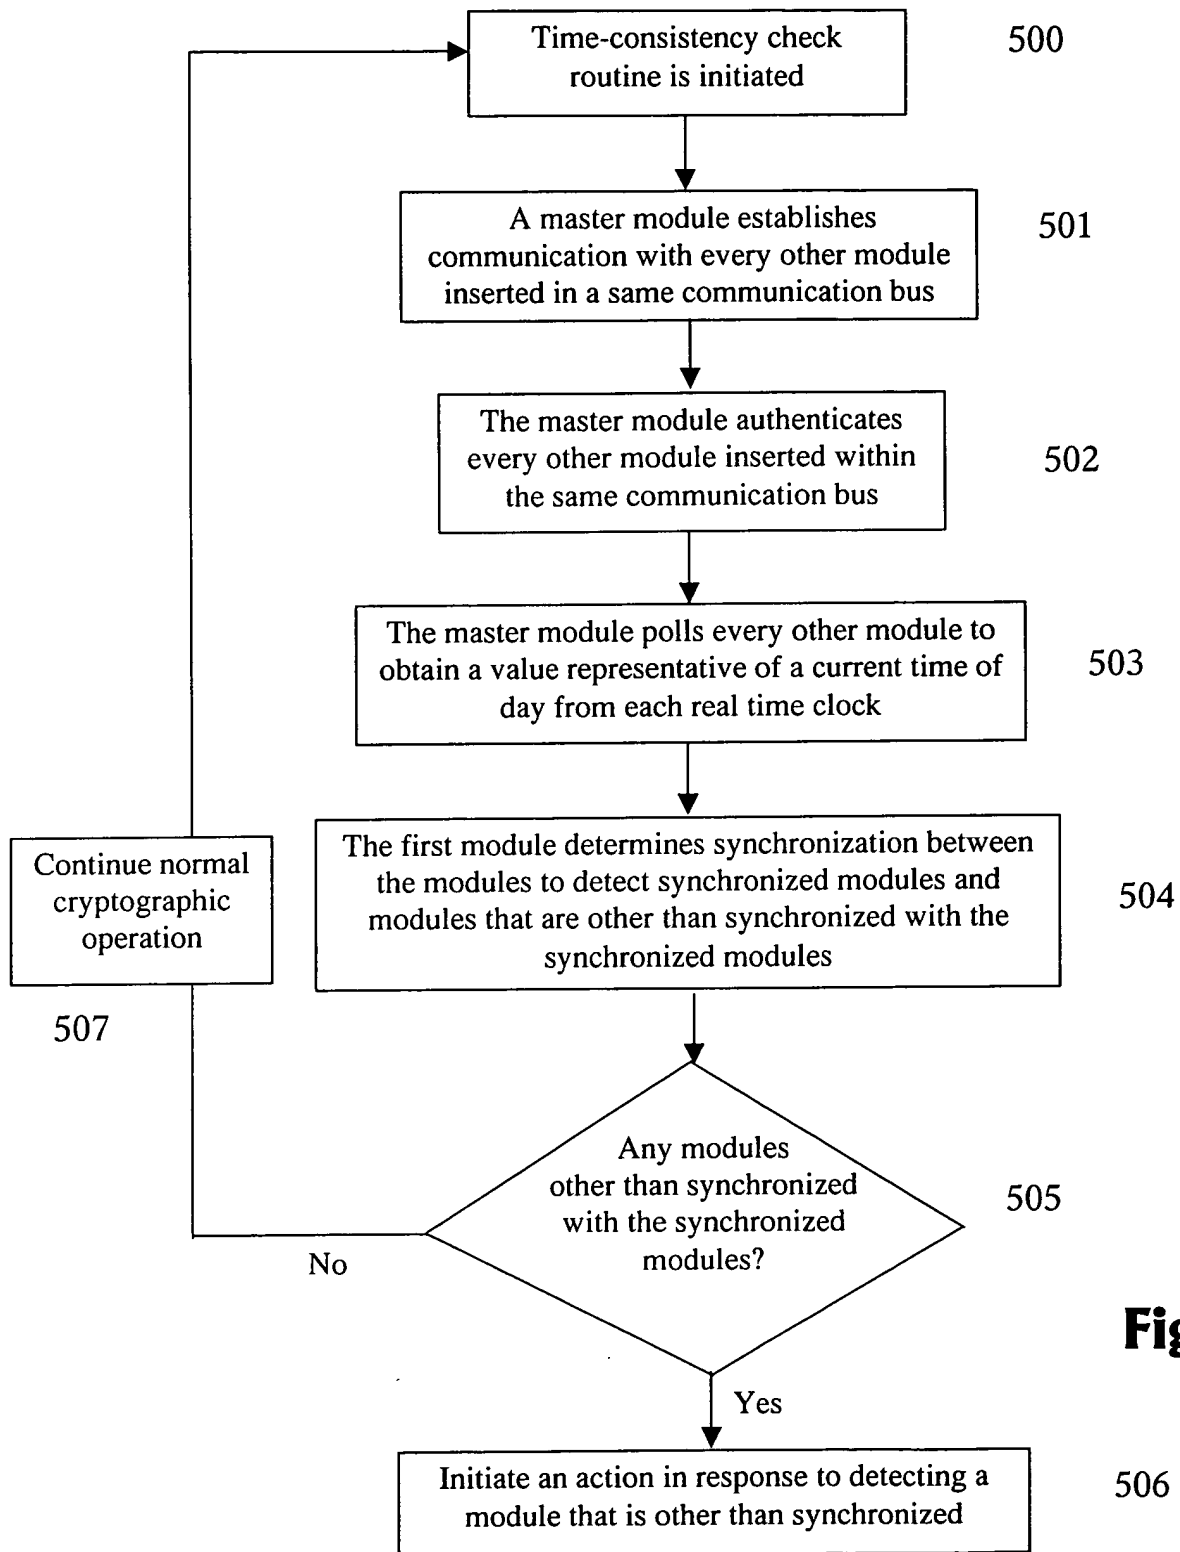 Time-consistency check
routine is initiated
500
A master module establishes
communication with every other module
inserted in a same communication bus
501
The master module authenticates
every other module inserted within
the same communication bus
502
The master module polls every other module to
obtain a value representative of a current time of
day from each real time clock
503
The first module determines synchronization between
the modules to detect synchronized modules and
modules that are other than synchronized with the
synchronized modules
504
Continue normal
cryptographic
operation
507
Any modules
other than synchronized
with the synchronized
modules?
505
No
Fig
Yes
Initiate an action in response to detecting a
module that is other than synchronized
506